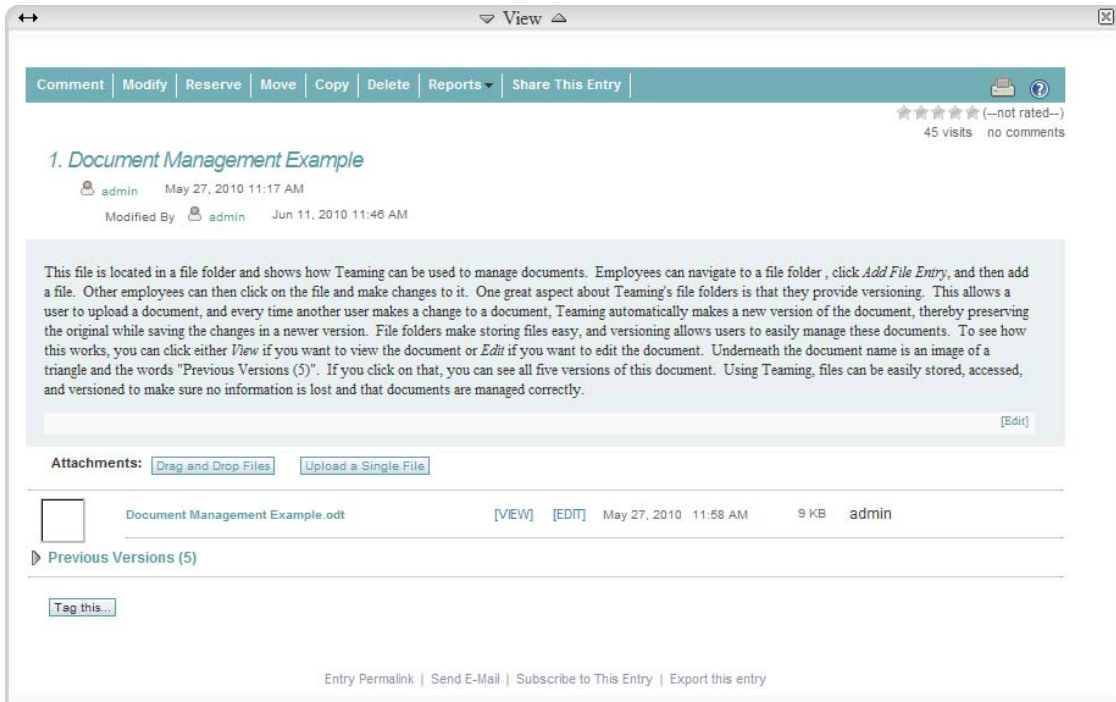 View
Comment Modify Reserve Move Copy Delete Reports Share This Entry
(--not rated--)
45 visits no comments
1. Document Management Example
admin May 27, 2010 11:17 AM
Modified By admin Jun 11, 2010 11:46 AM
This file is located in a file folder and shows how Teaming can be used to manage documents. Employees can navigate to a file folder , click Add File Entry, and then add
a file. Other employees can then click on the file and make changes to it. One great aspect about Teaming's file folders is that they provide versioning. This allows a
user to upload a document, and every time another user makes a change to a document, Teaming automatically makes a new version of the document, thereby preserving
the original while saving the changes in a newer version. File folders make storing files easy, and versioning allows users to easily manage these documents. To see how
this works, you can click either View if you want to view the document or Edit if you want to edit the document. Underneath the document name is an image of a
triangle and the words "Previous Versions (5)". If you click on that, you can see all five versions of this document. Using Teaming, files can be easily stored, accessed,
and versioned to make sure no information is lost and that documents are managed correctly.
[Edit]
Attachments: Drag and Drop Files Upload a Single File
Document Management Example.odt [VIEW] [EDIT] May 27, 2010 11:58 AM 9 KB admin
Previous Versions (5)
Tag this...
Entry Permalink | Send E-Mail | Subscribe to This Entry | Export this entry